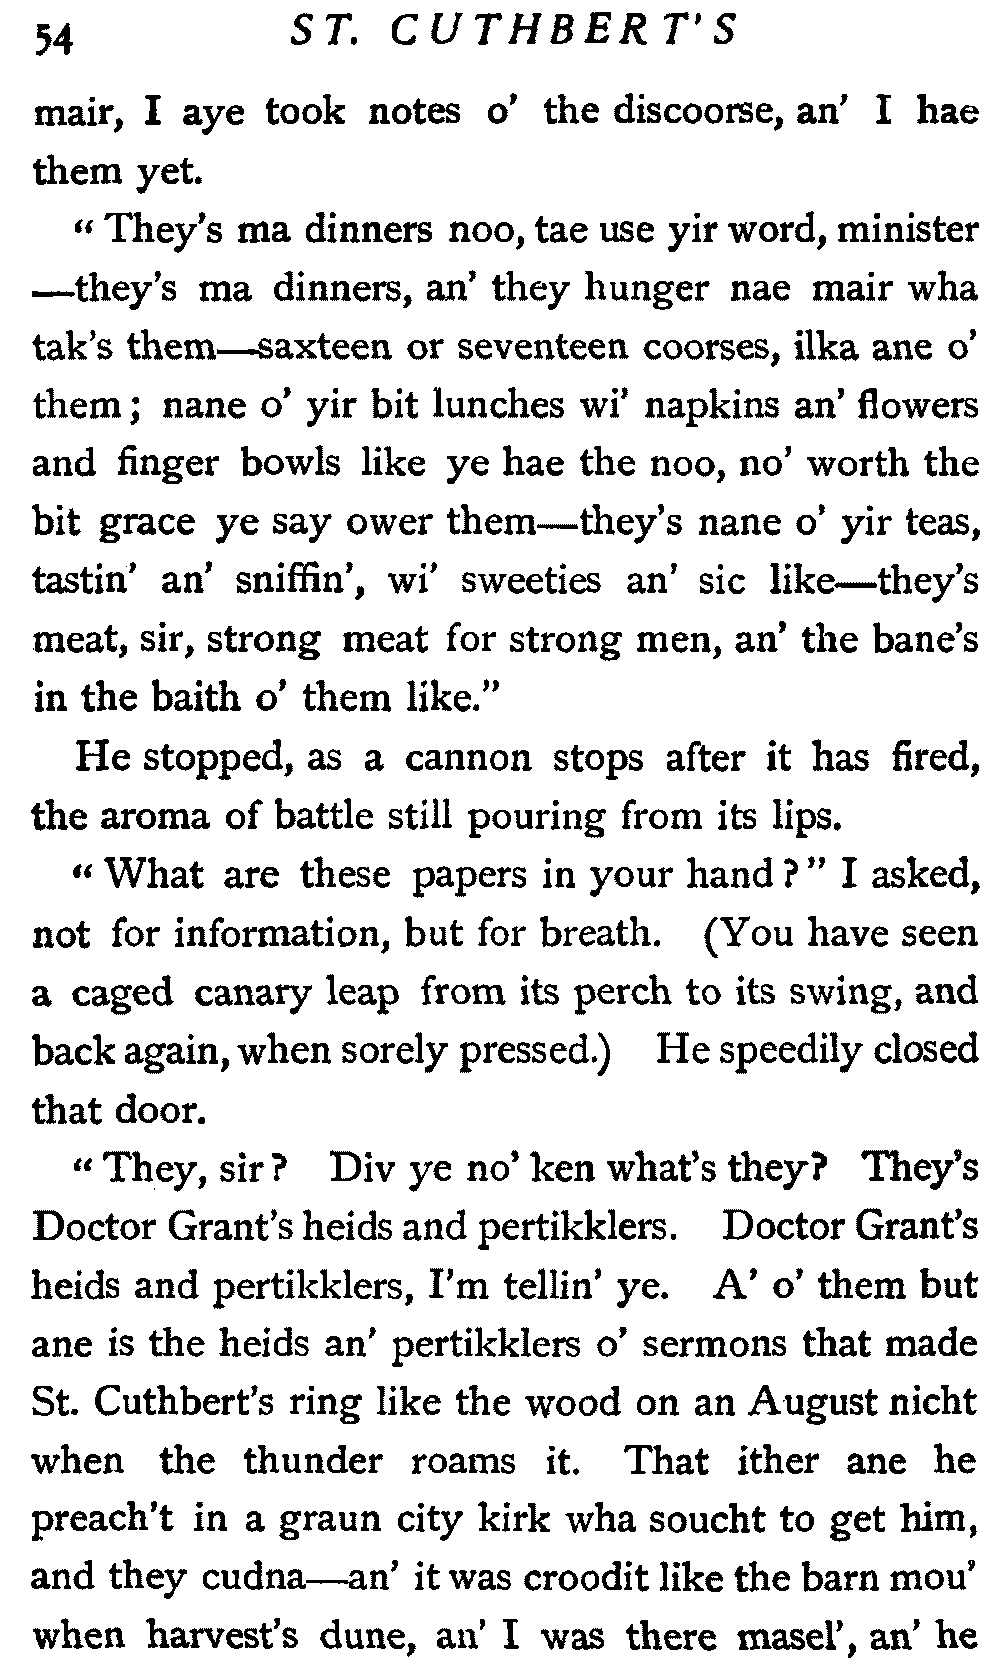 54 ST. CUTHBERT'S
mair, I aye took notes o' the discoorse, an' I hae
them yet.
" They's ma dinners noo, tae use yir word, minister
—they's ma dinners, an' they hunger nae mair wha
tak's them—saxteen or seventeen coorses, ilka ane o'
them ; nane o' yir bit lunches wi' napkins an' flowers
and finger bowls like ye hae the noo, no' worth the
bit grace ye say ower them—they's nane o' yir teas,
tastin' an' sniffin', wi' sweeties an' sic like—they's
meat, sir, strong meat for strong men, an' the bane's
in the baith o' them like."
He stopped, as a cannon stops after it has fired,
the aroma of battle still pouring from its lips.
" What are these papers in your hand ? " I asked,
not for information, but for breath. (You have seen
a caged canary leap from its perch to its swing, and
back again, when sorely pressed.) He speedily closed
that door.
" They, sir ? Div ye no' ken what's they? They's
Doctor Grant's heids and pertikklers. Doctor Grant's
heids and pertikklers, I'm tellin' ye. A' o' them but
ane is the heids an' pertikklers o' sermons that made
St. Cuthbert's ring like the wood on an August nicht
when the thunder roams it. That ither ane he
preach't in a graun city kirk wha soucht to get him,
and they cudna—an' it was croodit like the barn mou'
when harvest's dune, an' I was there masel', an' he